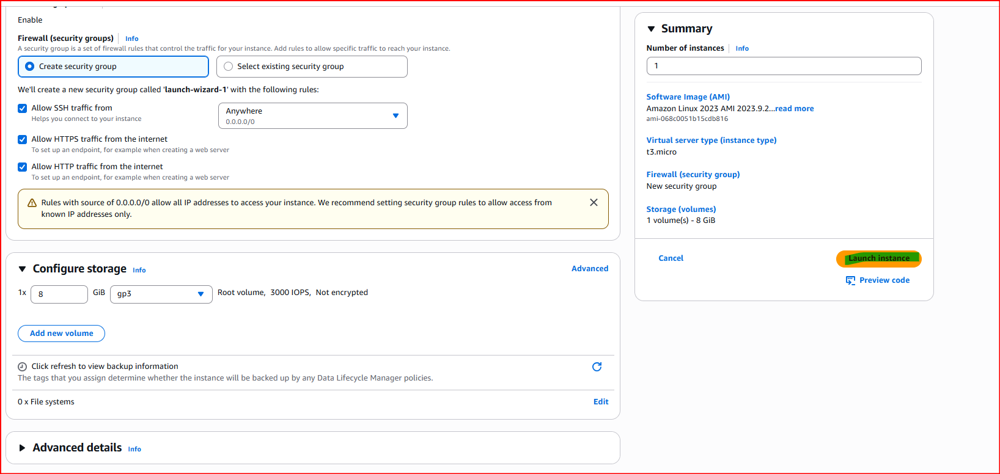 Enable
Firewall (security groups) Info
A security group is a set of firewall rules that control the traffic for your instance. Add rules to allow specific traffic to reach your instance.
Create security group
Select existing security group
We'll create a new security group called 'launch-wizard-1' with the following rules:
Allow SSH traffic from
Helps you connect to your instance
Anywhere
0.0.0.0/0
Allow HTTPS traffic from the internet
To set up an endpoint, for example when creating a web server
Allow HTTP traffic from the internet
To set up an endpoint, for example when creating a web server
Rules with source of 0.0.0.0/0 allow all IP addresses to access your instance. We recommend setting security group rules to allow access from
known IP addresses only.
Configure storage Info
Advanced
1x 8 GiB gp3 Root volume, 3000 IOPS, Not encrypted
Add new volume
Click refresh to view backup information
The tags that you assign determine whether the instance will be backed up by any Data Lifecycle Manager policies.
0 x File systems
Edit
Advanced details Info
Summary
Number of instances Info
1
Software Image (AMI)
Amazon Linux 2023 AMI 2023.9.2...read more
ami-068c0051b15cdb816
Virtual server type (instance type)
t3.micro
Firewall (security group)
New security group
Storage (volumes)
1 volume(s) - 8 GiB
Cancel
Launch instance
Preview code